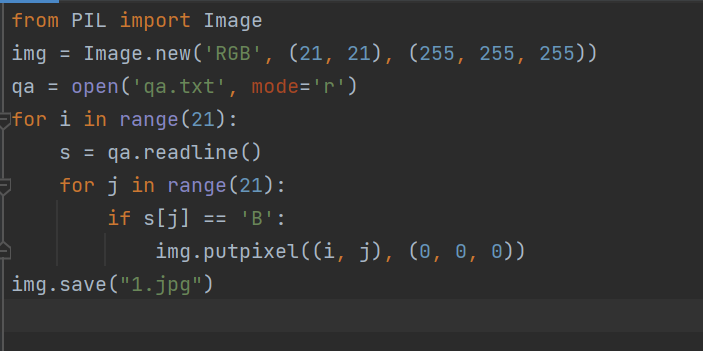 from PIL import Image
img = Image.new('RGB', (21, 21), (255, 255, 255))
qa = open('qa.txt', mode='r')
for i in range(21):
    s = qa.readline()
    for j in range(21):
        if s[j] == 'B':
            img.putpixel((i, j), (0, 0, 0))
img.save("1.jpg")